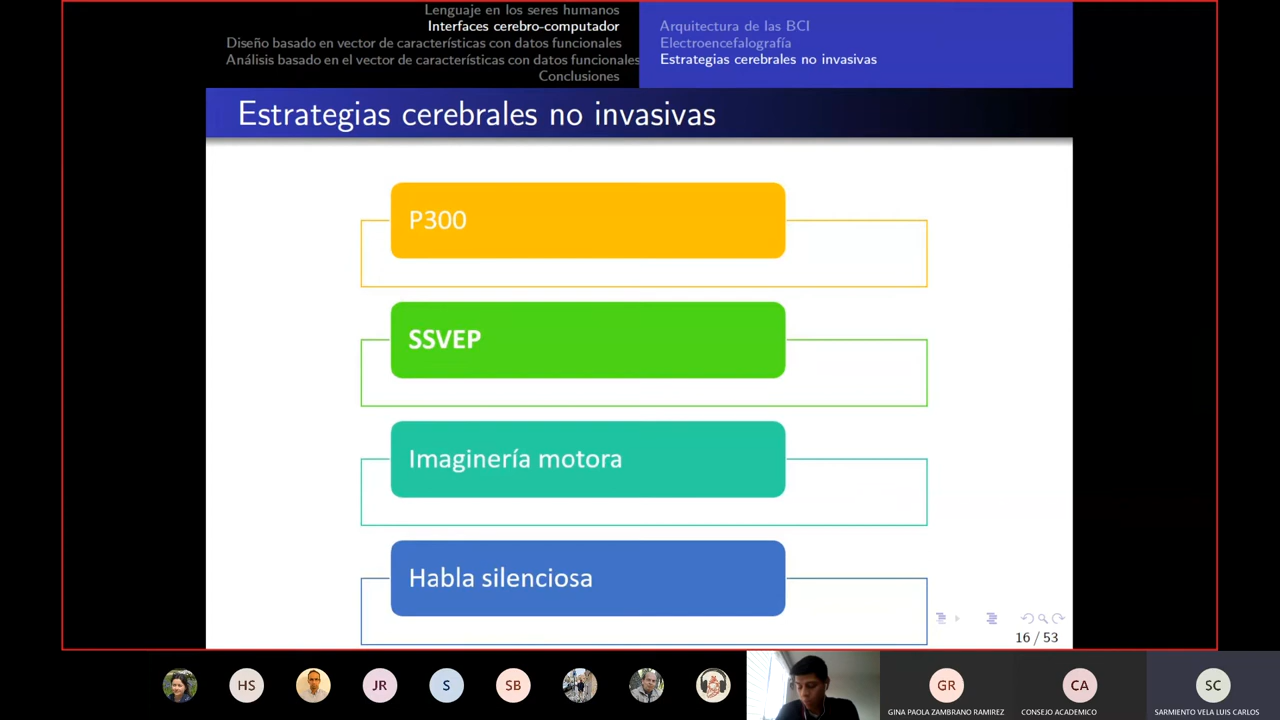 Lenguaje en los seres humanos
Interfaces cerebro-computador
Diseño basado en vector de características con datos funcionales
Análisis basado en el vector de características con datos funcionales
Conclusiones
Arquitectura de las BCI
Electroencefalografía
Estrategias cerebrales no invasivas
Estrategias cerebrales no invasivas
P300
SSVEP
Imaginería motora
Habla silenciosa
16 / 53
HS
JR
S
SB
GR
CA
SC
GINA PAOLA ZAMBRANO RAMIREZ
CONSEJO ACADEMICO
SARMIENTO VELA LUIS CARLOS